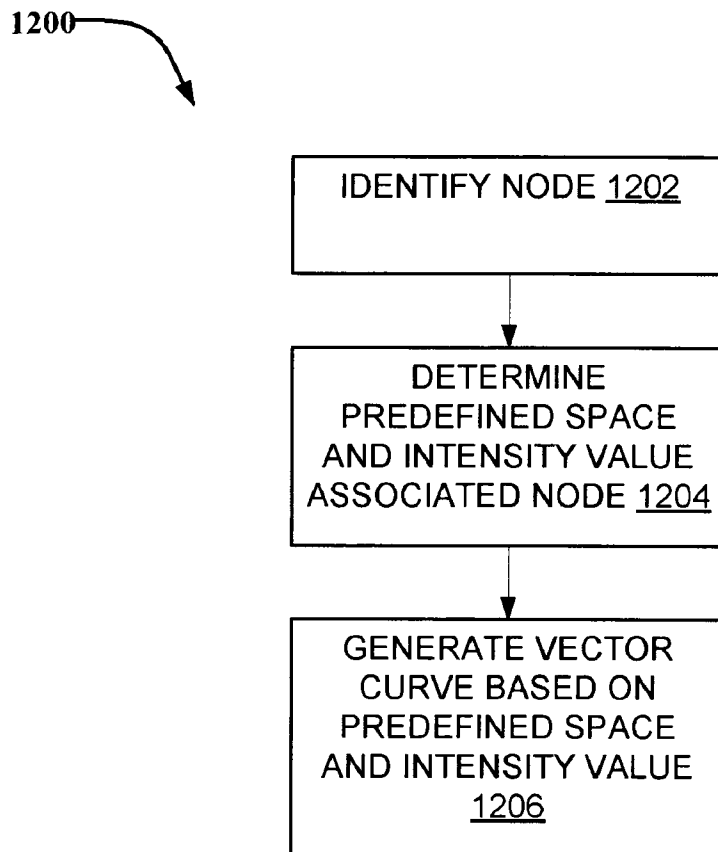 1200
IDENTIFY NODE 1202
DETERMINE
PREDEFINED SPACE
AND INTENSITY VALUE
ASSOCIATED NODE 1204
GENERATE VECTOR
CURVE BASED ON
PREDEFINED SPACE
AND INTENSITY VALUE
1206